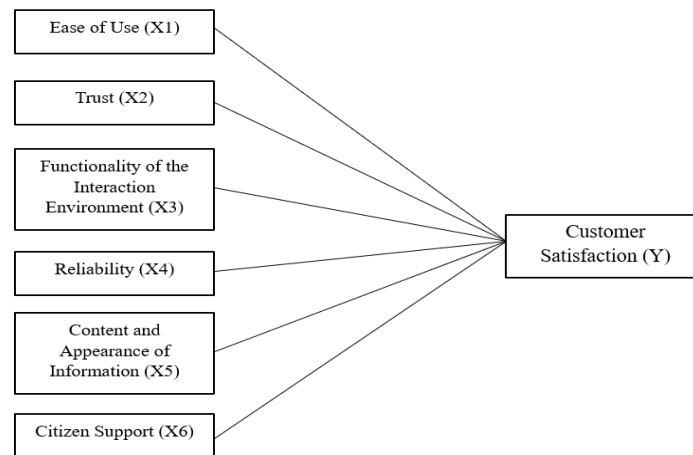 Ease of Use (X1)
Trust (X2)
Functionality of the
Interaction
Environment (X3)
Reliability (X4)
Content and
Appearance of
Information (X5)
Citizen Support (X6)
Customer
Satisfaction (Y)